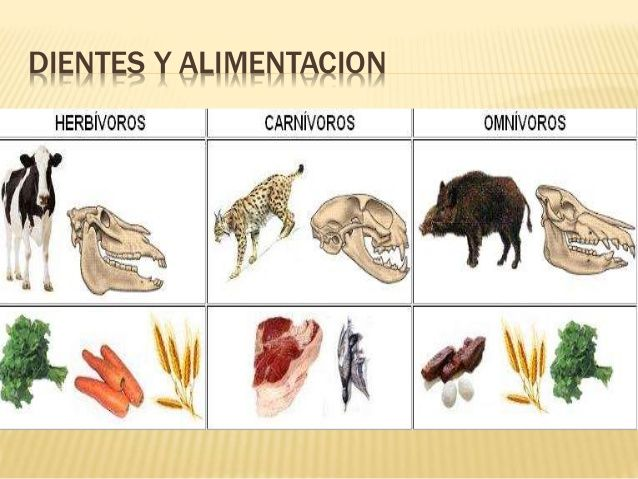 DIENTES Y ALIMENTACION
HERBÍVOROS CARNÍVOROS OMNÍVOROS